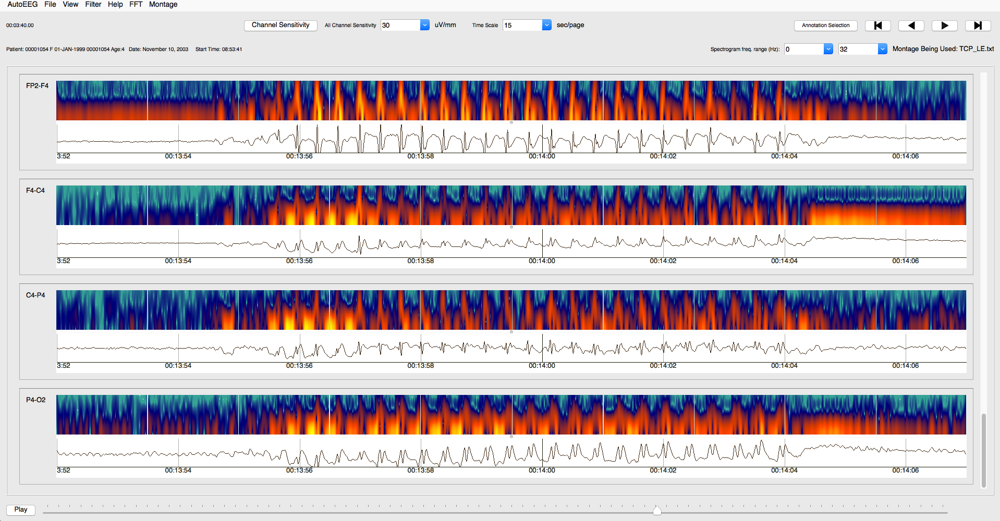 AutoEEG File View Filter Help FFT Montage
00:03:40.00 Channel Sensitivity All Channel Sensitivity 30 uV/mm Time Scale 15 sec/page Annotation Selection
Patient: 00001054 F 01-JAN-1999 00001054 Age:4 Date: November 10, 2003 Start Time: 08:53:41 Spectrogram freq. range (Hz): 0 32 Montage Being Used: TCP_LE.txt
FP2-F4
3:52 00:13:54 00:13:56 00:13:58 00:14:00 00:14:02 00:14:04 00:14:06
F4-C4
3:52 00:13:54 00:13:56 00:13:58 00:14:00 00:14:02 00:14:04 00:14:06
C4-P4
3:52 00:13:54 00:13:56 00:13:58 00:14:00 00:14:02 00:14:04 00:14:06
P4-O2
3:52 00:13:54 00:13:56 00:13:58 00:14:00 00:14:02 00:14:04 00:14:06
Play